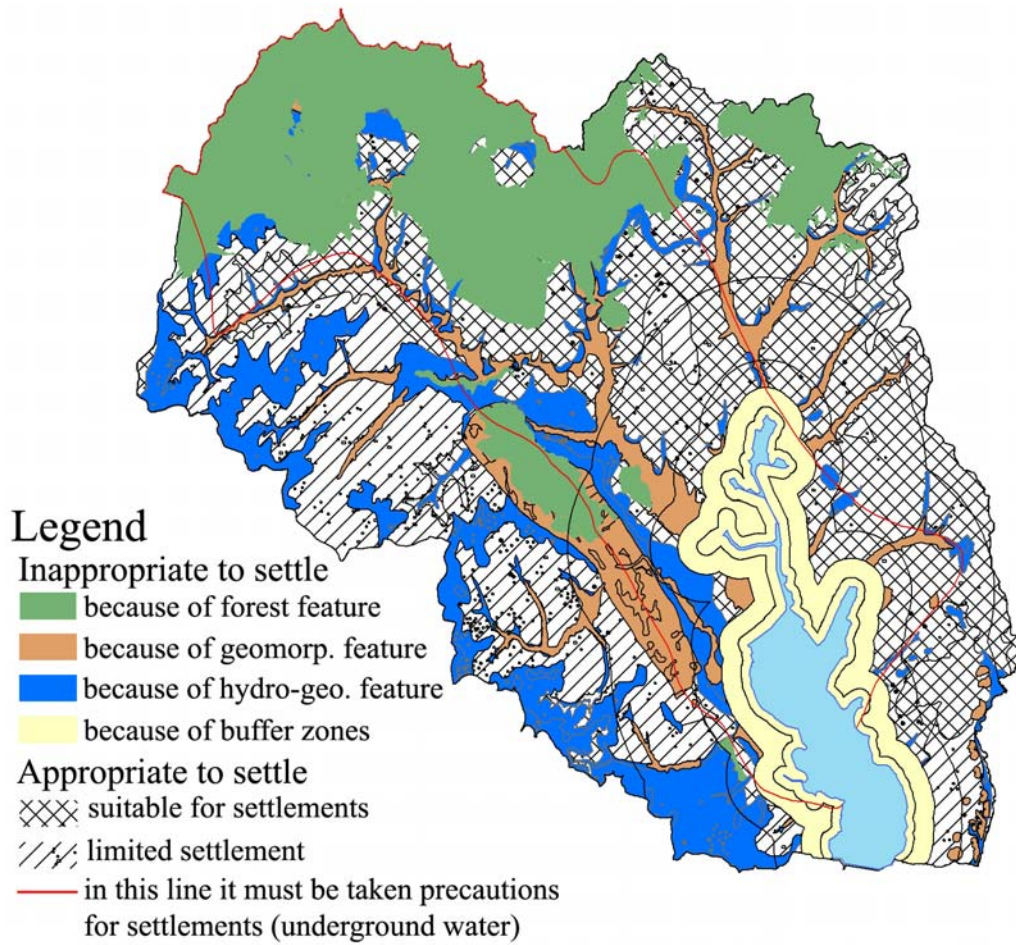 Legend
Inappropriate to settle
because of forest feature
because of geomorp. feature
because of hydro-geo. feature
because of buffer zones
Appropriate to settle
suitable for settlements
limited settlement
in this line it must be taken precautions
for settlements (underground water)